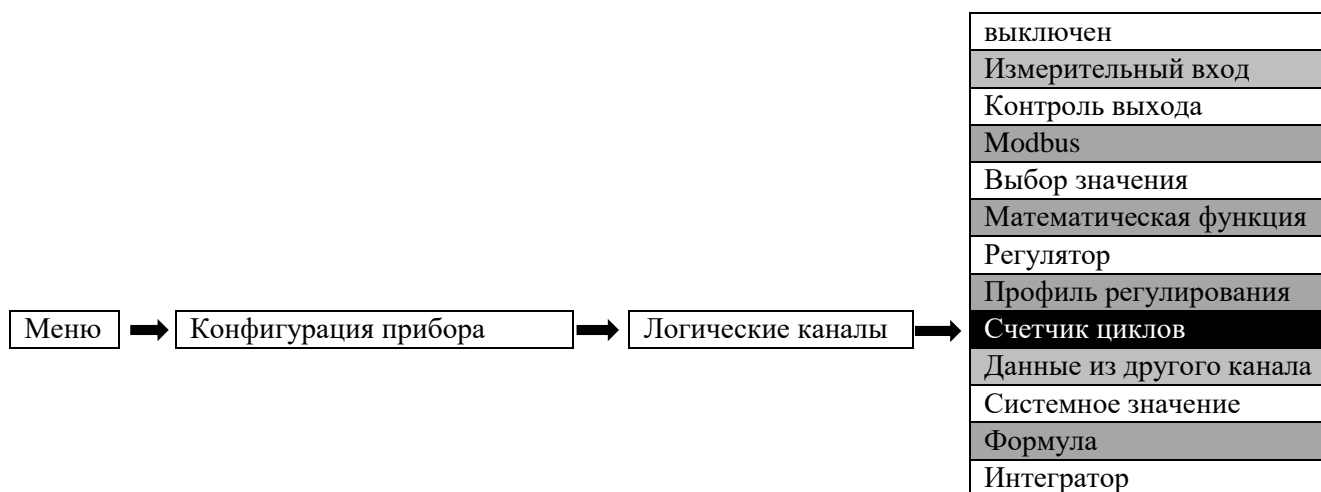 выключен
Измерительный вход
Контроль выхода
Modbus
Выбор значения
Математическая функция
Регулятор
Профиль регулирования
Меню Конфигурация прибора Логические каналы Счетчик циклов
Данные из другого канала
Системное значение
Формула
Интегратор